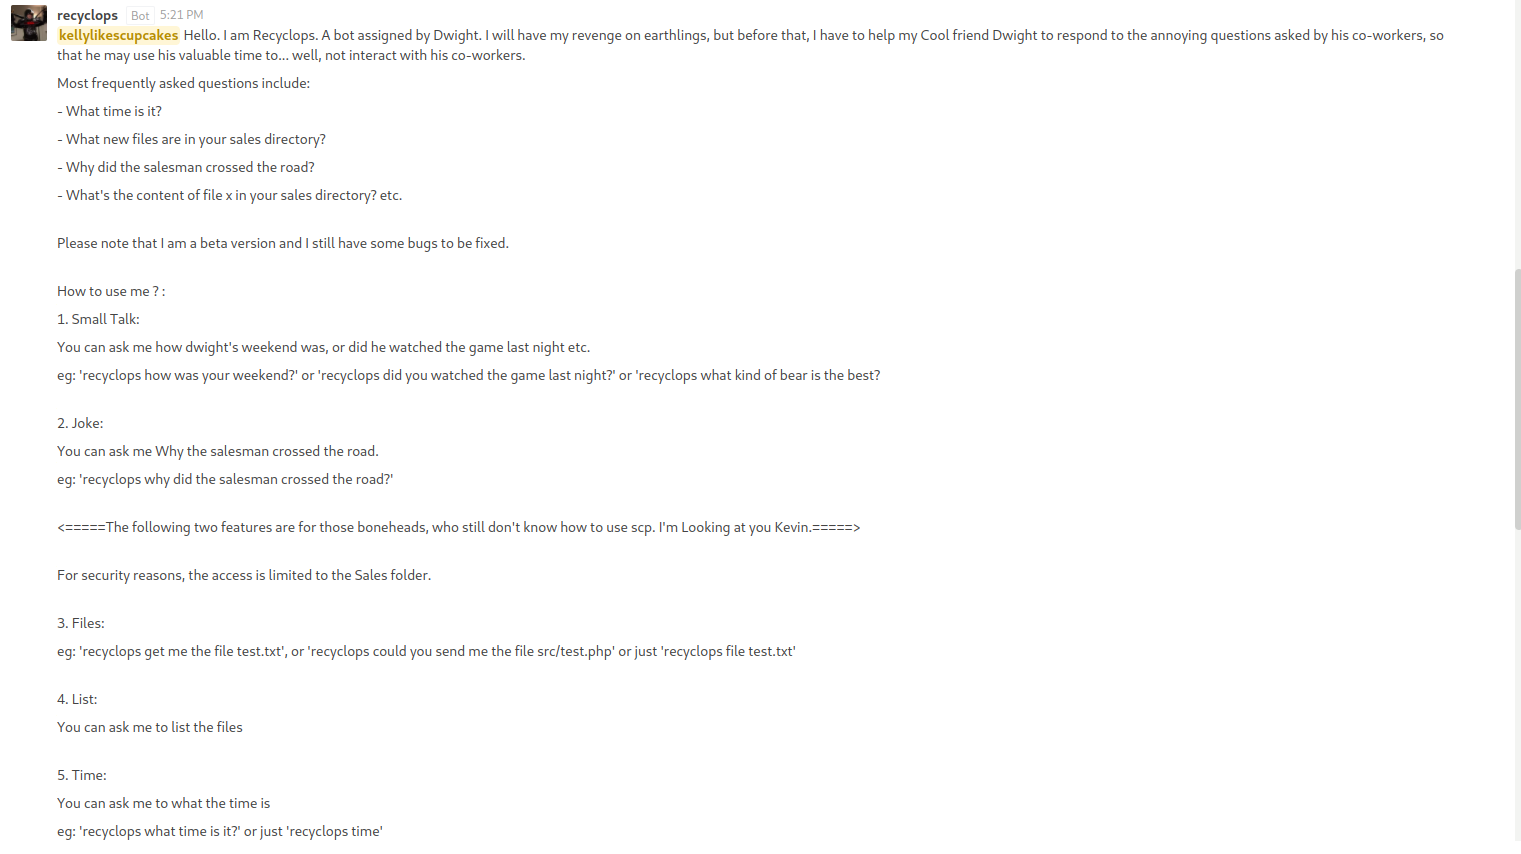 recyclops Bot 5:21 PM
kellylikescupcakes Hello. I am Recyclops. A bot assigned by Dwight. I will have my revenge on earthlings, but before that, I have to help my Cool friend Dwight to respond to the annoying questions asked by his co-workers, so
that he may use his valuable time to... well, not interact with his co-workers.
Most frequently asked questions include:
- What time is it?
- What new files are in your sales directory?
- Why did the salesman crossed the road?
- What's the content of file x in your sales directory? etc.
Please note that I am a beta version and I still have some bugs to be fixed.
How to use me ? :
1. Small Talk:
You can ask me how dwight's weekend was, or did he watched the game last night etc.
eg: 'recyclops how was your weekend?' or 'recyclops did you watched the game last night?' or 'recyclops what kind of bear is the best?
2. Joke:
You can ask me Why the salesman crossed the road.
eg: 'recyclops why did the salesman crossed the road?'
<=====The following two features are for those boneheads, who still don't know how to use scp. I'm Looking at you Kevin.=====>
For security reasons, the access is limited to the Sales folder.
3. Files:
eg: 'recyclops get me the file test.txt', or 'recyclops could you send me the file src/test.php' or just 'recyclops file test.txt'
4. List:
You can ask me to list the files
5. Time:
You can ask me to what the time is
eg: 'recyclops what time is it?' or just 'recyclops time'